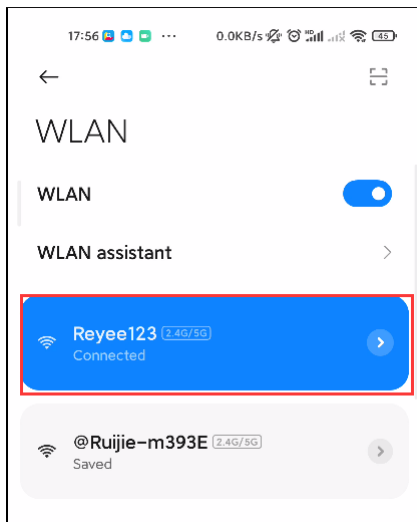 17:56 ... 0.0KB/s HD 45
WLAN
WLAN
WLAN assistant
Reyee123 2.4G/5G
Connected
@Ruijie-m393E 2.4G/5G
Saved